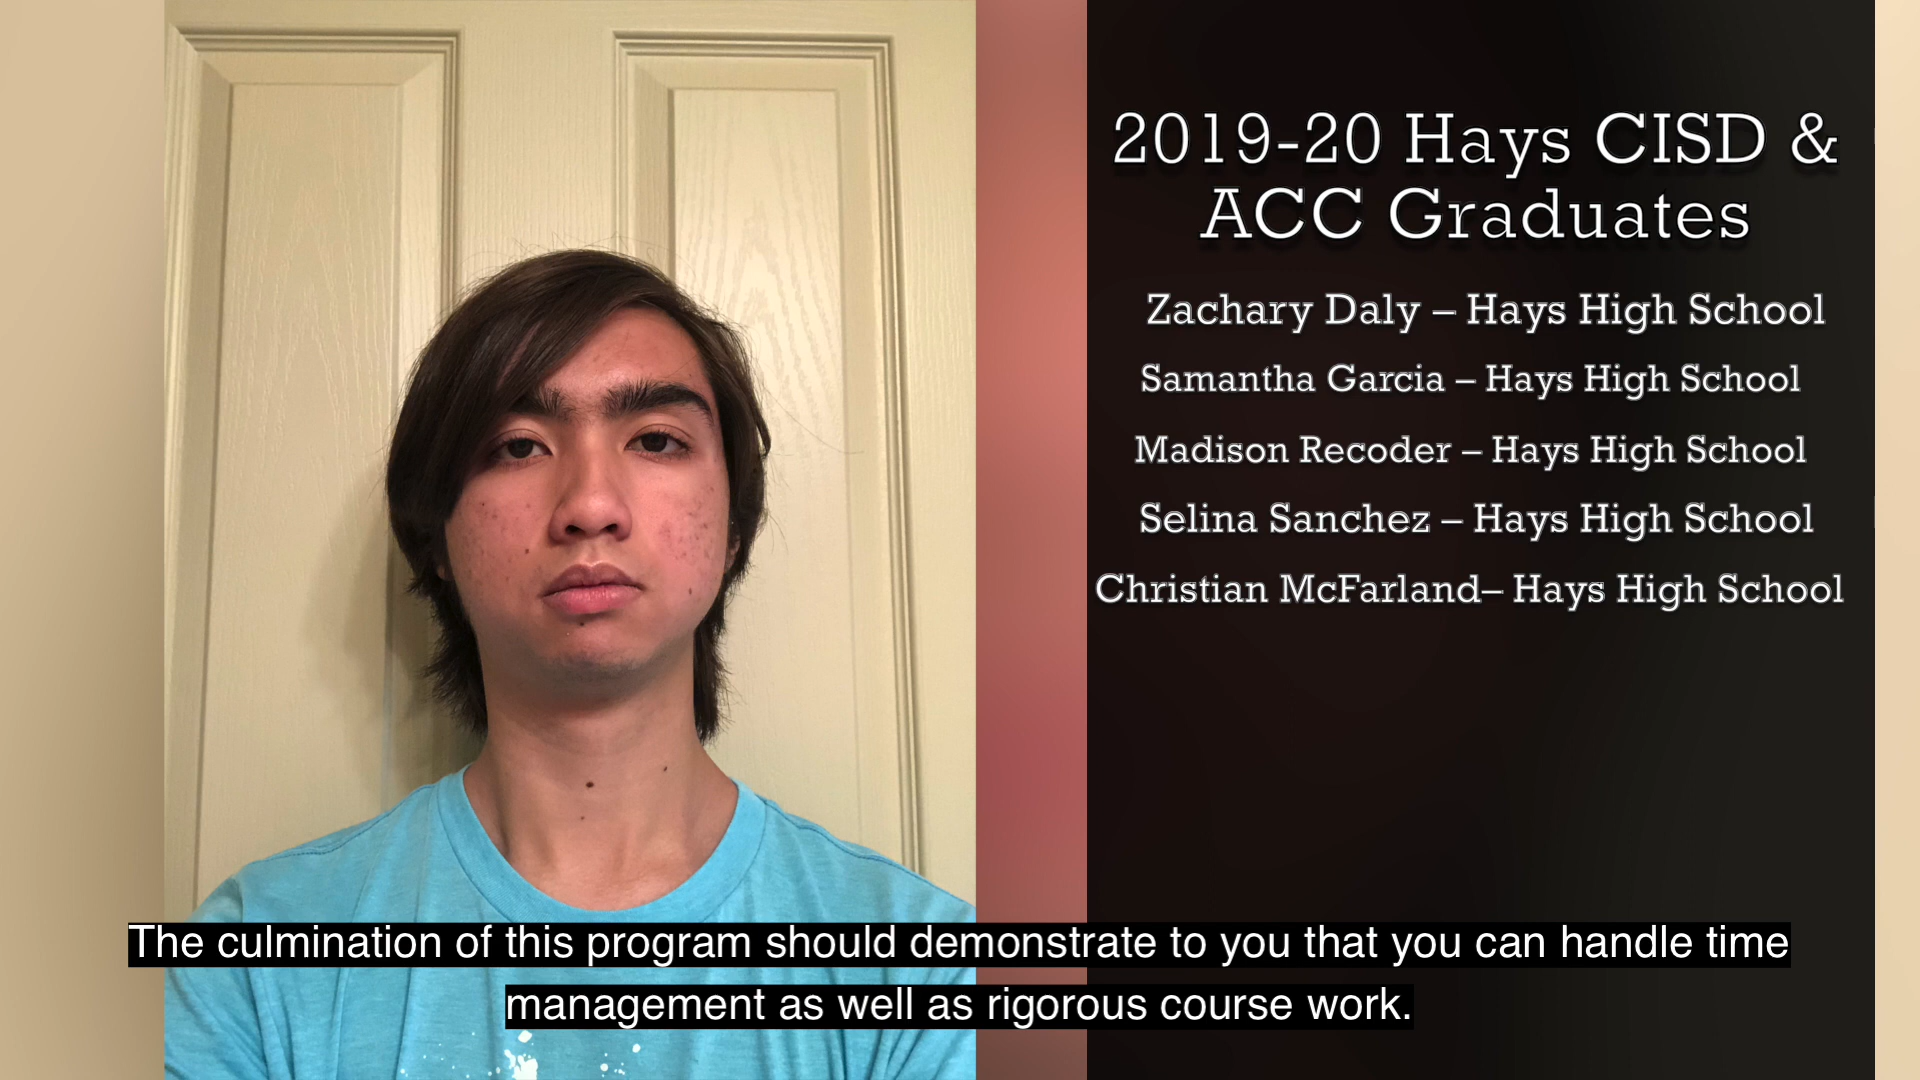 2019-20 Hays CISD &
ACC Graduates
Zachary Daly – Hays High School
Samantha Garcia – Hays High School
Madison Recoder – Hays High School
Selina Sanchez – Hays High School
Christian McFarland– Hays High School
The culmination of this program should demonstrate to you that you can handle time
management as well as rigorous course work.